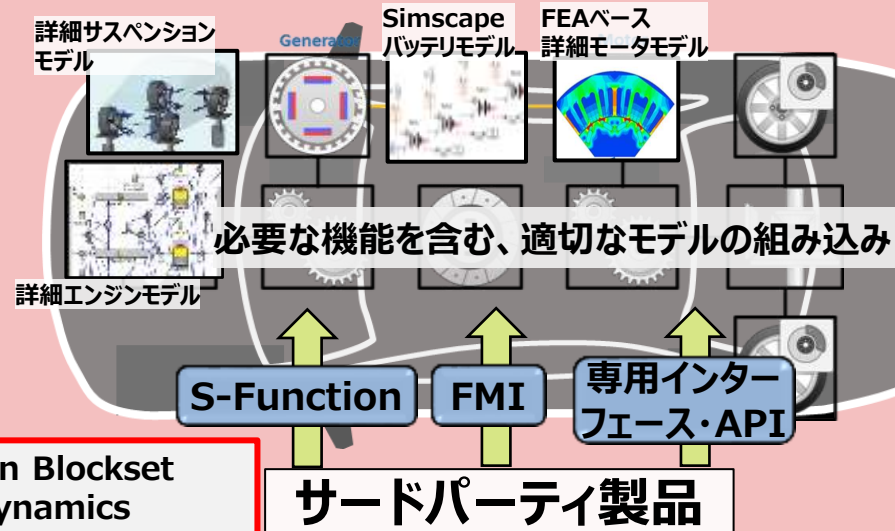 詳細サスペンション
モデル
Simscape
バッテリモデル
FEAベース
詳細モータモデル
必要な機能を含む、適切なモデルの組み込み
詳細エンジンモデル
S-Function
FMI
専用インター
フェース・API
n Blockset
ynamics
サードパーティ製品